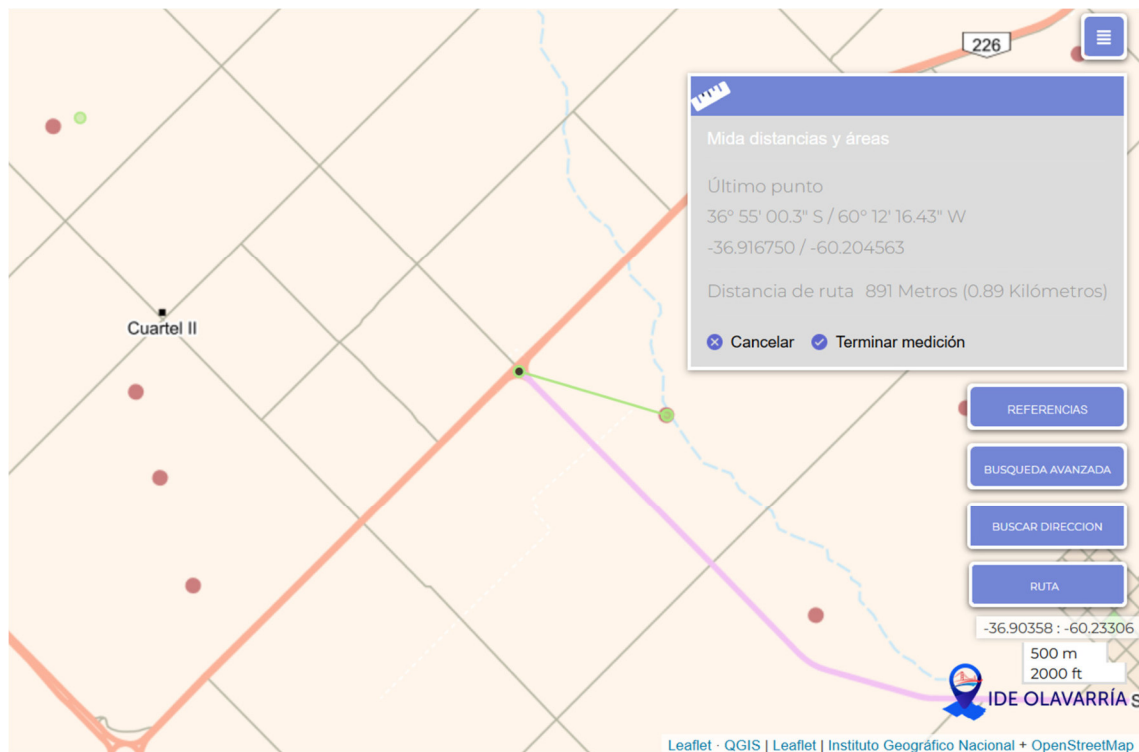 226
Mida distancias y áreas
Último punto
36° 55' 00.3" S / 60° 12' 16.43" W
-36.916750 / -60.204563
Distancia de ruta 891 Metros (0.89 Kilómetros)
Cancelar Terminar medición
Cuartel II
REFERENCIAS
BUSQUEDA AVANZADA
BUSCAR DIRECCION
RUTA
-36.90358 : -60.23306
500 m
2000 ft
IDE OLAVARRÍA S
Leaflet · QGIS | Leaflet | Instituto Geográfico Nacional + OpenStreetMap